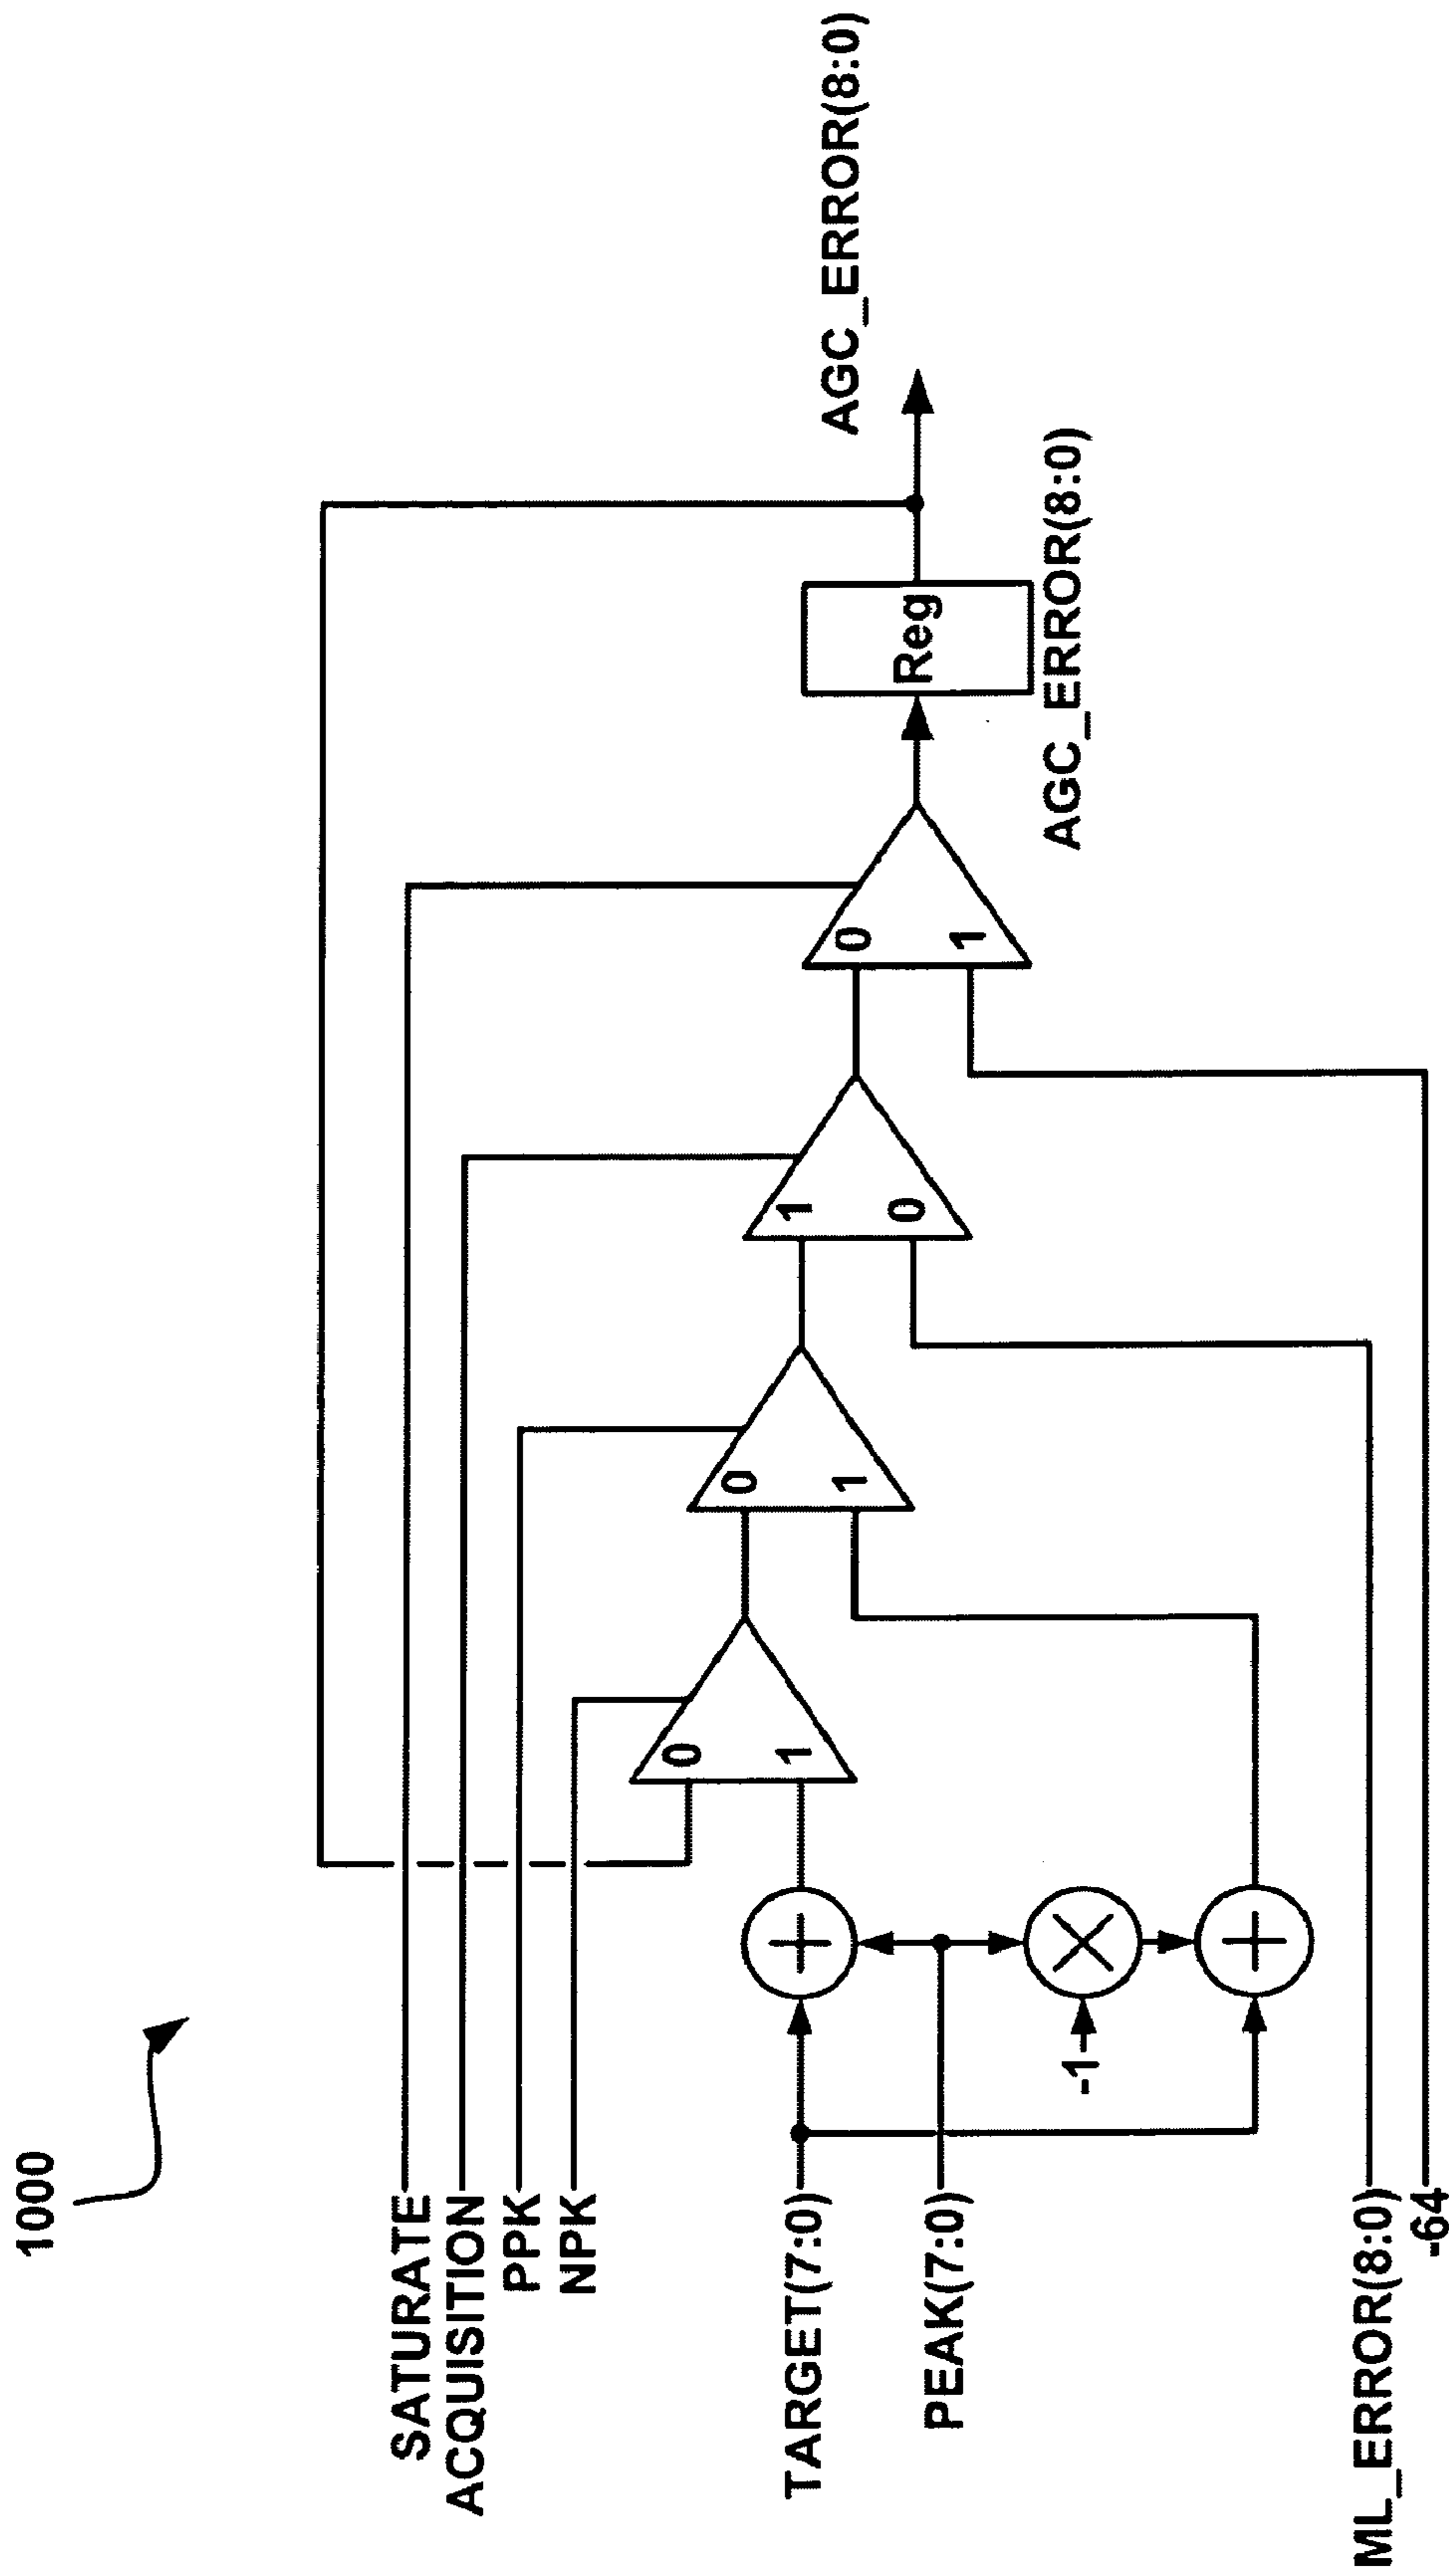 1000
SATURATE
ACQUISITION
PPK
NPK
TARGET(7:0)
PEAK(7:0)
-1
ML_ERROR(8:0)
-64
0
1
0
1
1
0
0
1
Reg
AGC_ERROR(8:0)
AGC_ERROR(8:0)